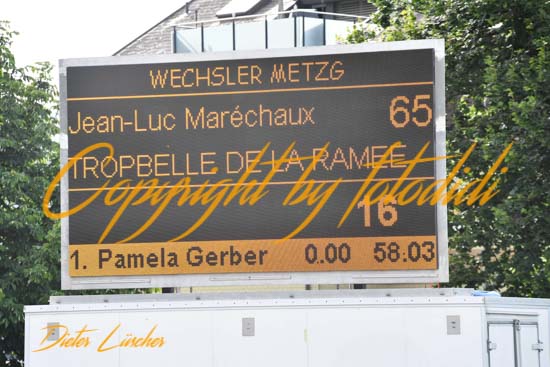 WECHSLER METZG
Jean-Luc Maréchaux 65
TROPBELLE DE LA RAMEE
Copyright by fotodidi
16
1. Pamela Gerber 0.00 58.03
Dieter Lüscher